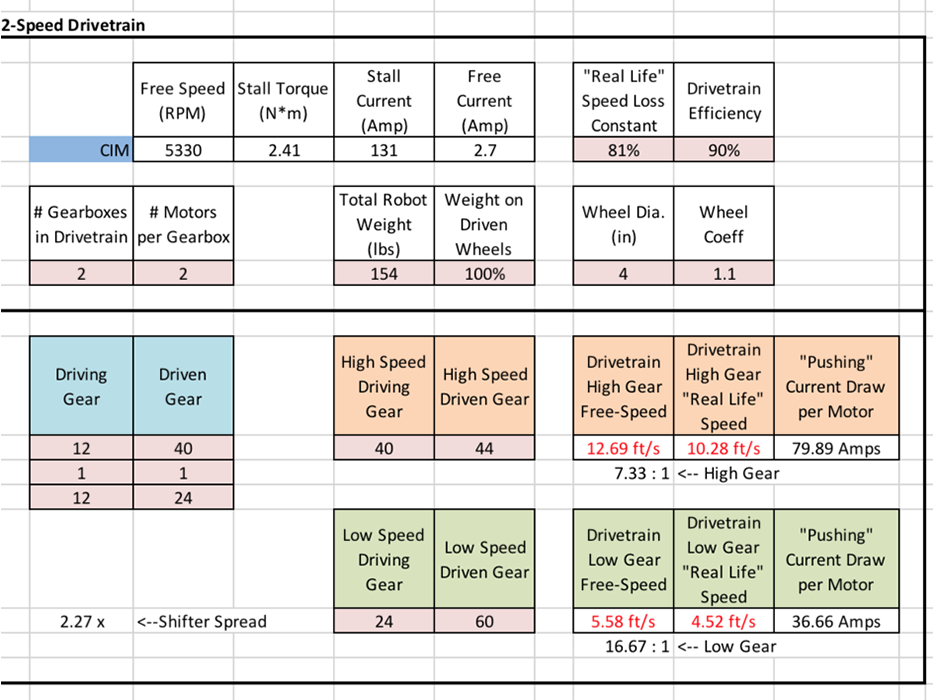 2-Speed Drivetrain
Free Speed (RPM) Stall Torque (N*m) Stall Current (Amp) Free Current (Amp) "Real Life" Speed Loss Constant Drivetrain Efficiency
CIM 5330 2.41 131 2.7 81% 90%
# Gearboxes in Drivetrain # Motors per Gearbox Total Robot Weight (lbs) Weight on Driven Wheels Wheel Dia. (in) Wheel Coeff
2 2 154 100% 4 1.1
Driving Gear Driven Gear High Speed Driving Gear High Speed Driven Gear Drivetrain High Gear Free-Speed Drivetrain High Gear "Real Life" Speed "Pushing" Current Draw per Motor
12 40 40 44 12.69 ft/s 10.28 ft/s 79.89 Amps
1 1 7.33 : 1 <-- High Gear
12 24
Low Speed Driving Gear Low Speed Driven Gear Drivetrain Low Gear Free-Speed Drivetrain Low Gear "Real Life" Speed "Pushing" Current Draw per Motor
2.27 x <--Shifter Spread 24 60 5.58 ft/s 4.52 ft/s 36.66 Amps
16.67 : 1 <-- Low Gear